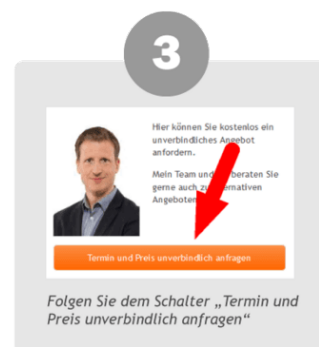 3
Hier können Sie kostenlos ein
unverbindliches Angebot
anfordern.
Mein Team und beraten Sie
gerne auch zu
Angeboten
Termin und Preis unverbindlich anfragen
Folgen Sie dem Schalter „Termin und
Preis unverbindlich anfragen“